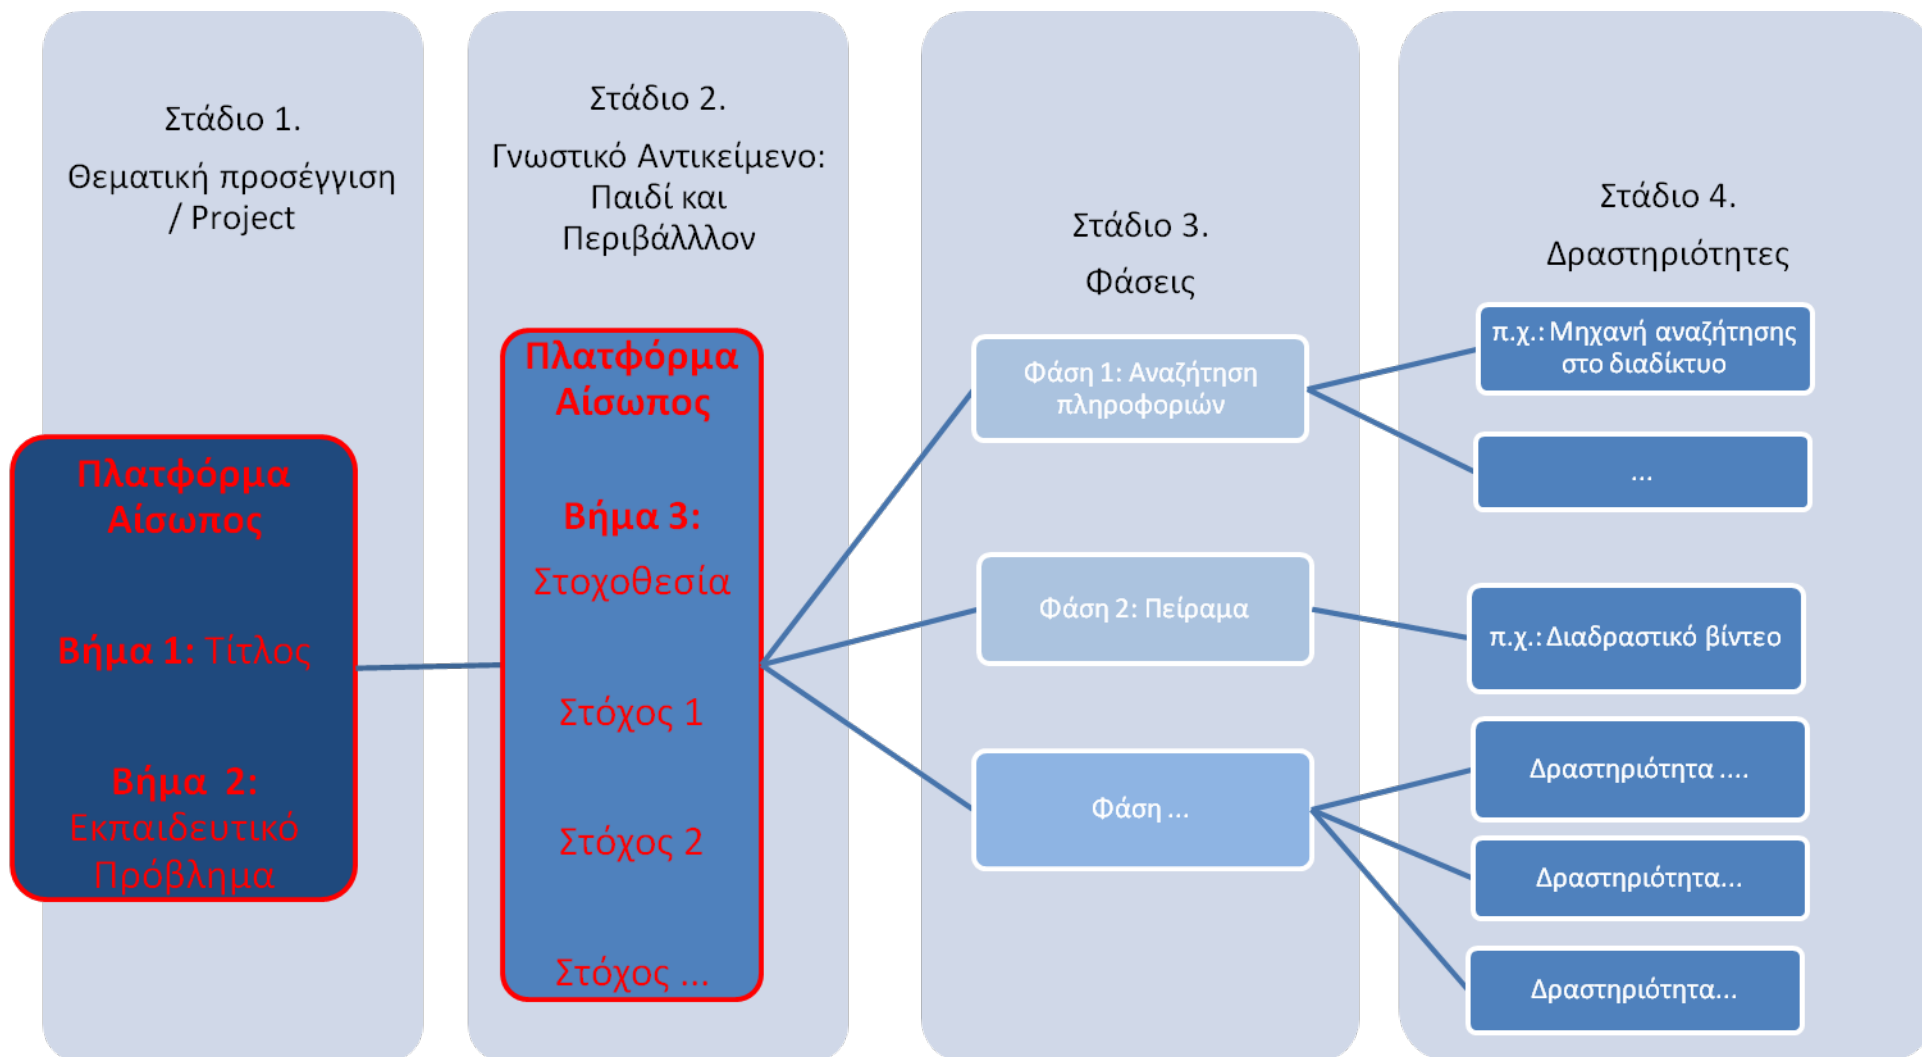 Στάδιο 1.
Θεματική προσέγγιση
/ Project
Πλατφόρμα
Αίσωπος
Βήμα 1: Τίτλος
Βήμα 2:
Εκπαιδευτικό
Πρόβλημα
Στάδιο 2.
Γνωστικό Αντικείμενο:
Παιδί και
Περιβάλλλον
Πλατφόρμα
Αίσωπος
Βήμα 3:
Στοχοθεσία
Στόχος 1
Στόχος 2
Στόχος ...
Στάδιο 3.
Φάσεις
Φάση 1: Αναζήτηση
πληροφοριών
Φάση 2: Πείραμα
Φάση ...
Στάδιο 4.
Δραστηριότητες
π.χ.: Μηχανή αναζήτησης
στο διαδίκτυο
...
π.χ.: Διαδραστικό βίντεο
Δραστηριότητα ....
Δραστηριότητα...
Δραστηριότητα...